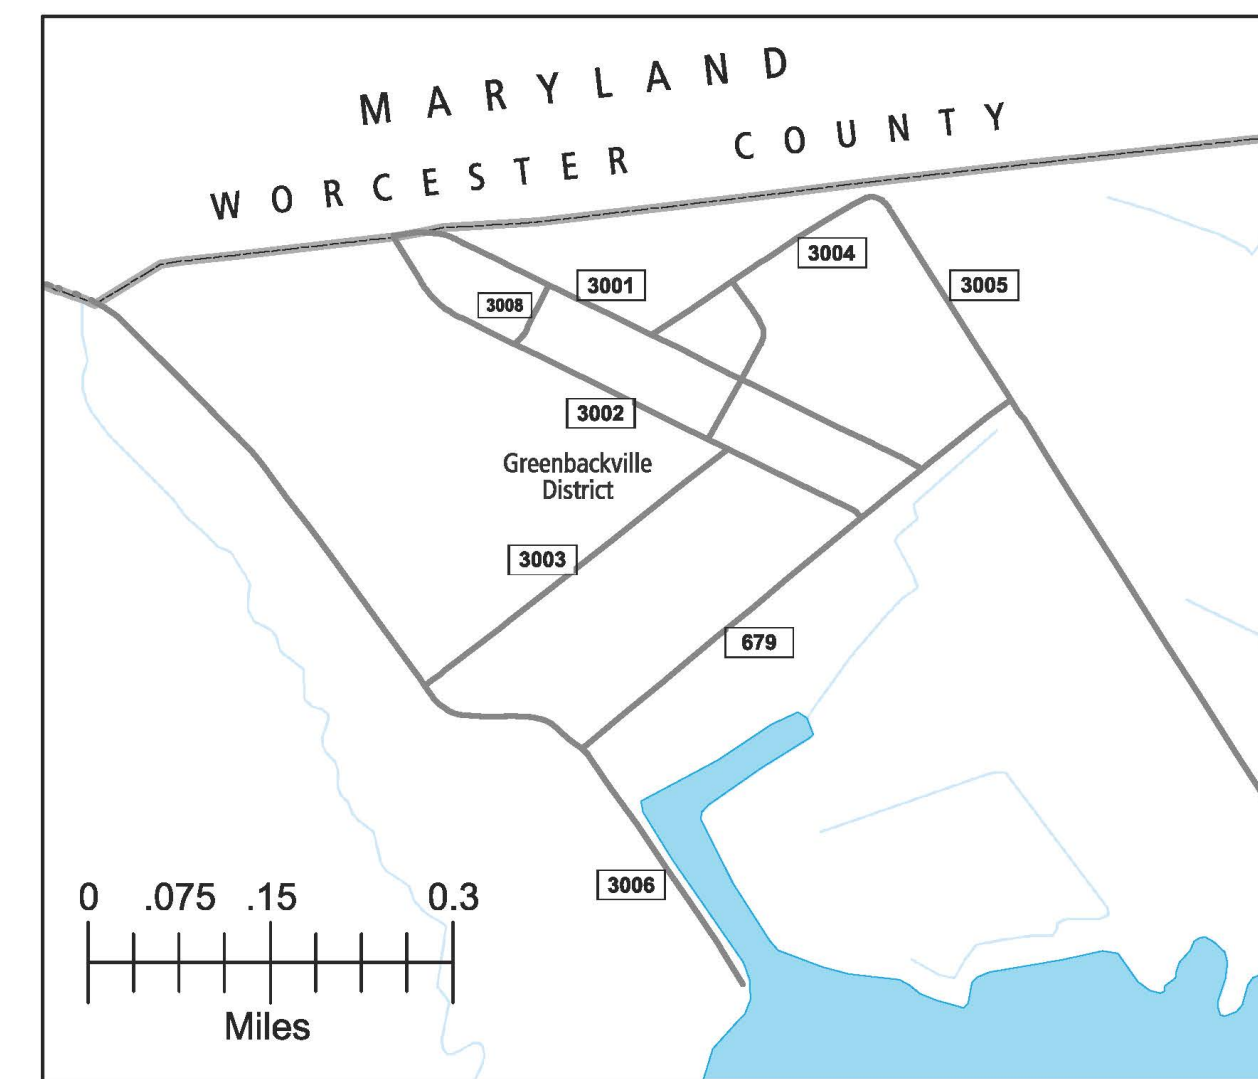 MARYLAND
WORCESTER COUNTY
3004
3001
3005
3008
3002
Greenbackville
District
3003
679
3006
0 .075 .15 0.3
Miles